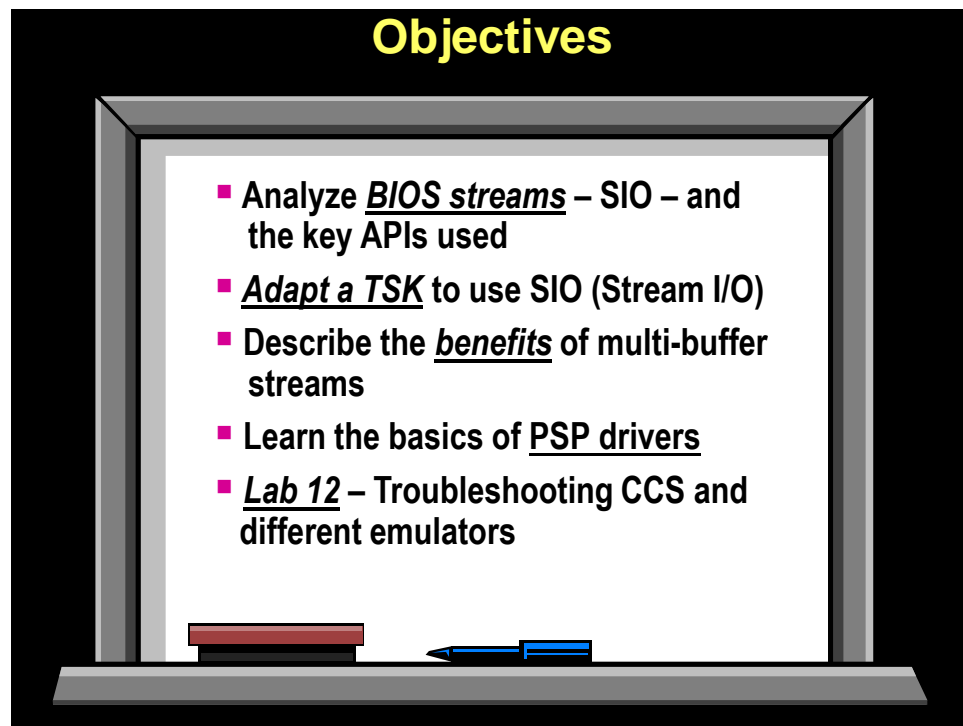 Objectives
▪ Analyze BIOS streams – SIO – and
the key APIs used
▪ Adapt a TSK to use SIO (Stream I/O)
▪ Describe the benefits of multi-buffer
streams
▪ Learn the basics of PSP drivers
▪ Lab 12 – Troubleshooting CCS and
different emulators